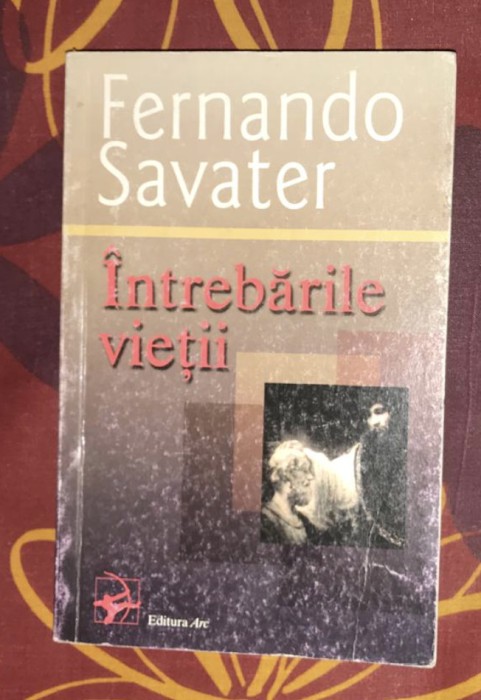 Fernando
Savater
Întrebările
vieții
Editura Arc